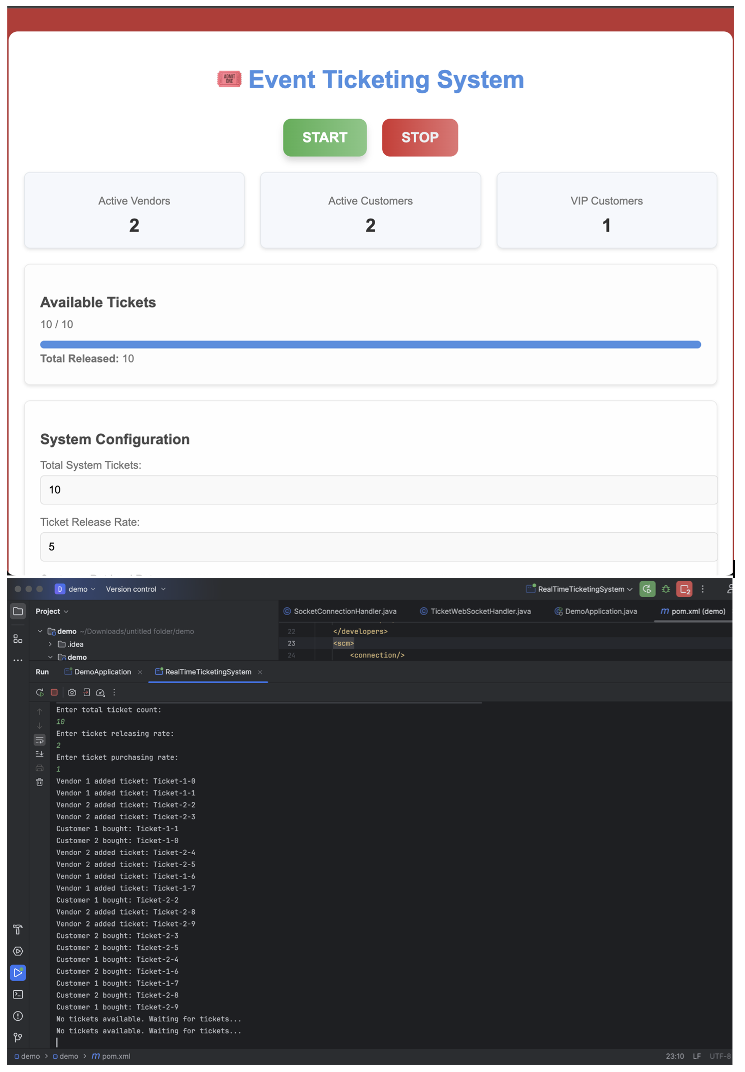 ADMIT ONE
Event Ticketing System
START
STOP
Active Vendors
2
Active Customers
2
VIP Customers
1
Available Tickets
10 / 10
Total Released: 10
System Configuration
Total System Tickets:
10
Ticket Release Rate:
5
D demo
Version control
RealTimeTicketingSystem
2
Project
SocketConnectionHandler.java
TicketWebSocketHandler.java
DemoApplication.java
m pom.xml (demo)
demo ~/Downloads/untitled folder/demo
.idea
demo
22 </developers>
23 <scm>
24 <connection/>
Run
DemoApplication
RealTimeTicketingSystem
Enter total ticket count:
10
Enter ticket releasing rate:
2
Enter ticket purchasing rate:
1
Vendor 1 added ticket: Ticket-1-0
Vendor 1 added ticket: Ticket-1-1
Vendor 2 added ticket: Ticket-2-2
Vendor 2 added ticket: Ticket-2-3
Customer 1 bought: Ticket-1-1
Customer 2 bought: Ticket-1-0
Vendor 2 added ticket: Ticket-2-4
Vendor 2 added ticket: Ticket-2-5
Vendor 1 added ticket: Ticket-1-6
Vendor 1 added ticket: Ticket-1-7
Customer 1 bought: Ticket-2-2
Vendor 2 added ticket: Ticket-2-8
Vendor 2 added ticket: Ticket-2-9
Customer 2 bought: Ticket-2-3
Customer 2 bought: Ticket-2-5
Customer 1 bought: Ticket-2-4
Customer 2 bought: Ticket-1-6
Customer 1 bought: Ticket-1-7
Customer 2 bought: Ticket-2-8
Customer 1 bought: Ticket-2-9
No tickets available. Waiting for tickets...
No tickets available. Waiting for tickets...
demo > demo > m pom.xml
23:10 LF UTF-8